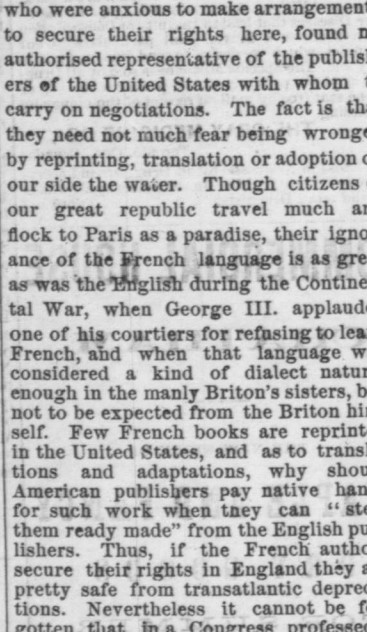 who were anxious to make arrangement
to secure their rights here, found n
authorised representative of the publis
ers of the United States with whom t
carry on negotiations. The fact is tha
they need not much fear being wronge
by reprinting, translation or adoption o
our side the water. Though citizens
our great republic travel much an
flock to Paris as a paradise, their igno
ance of the French language is as gre
as was the English during the Contine
tal War, when George III. applaude
one of his courtiers for refusing to lea
French, and when that language w
considered a kind of dialect natur
enough in the manly Briton's sisters, b
not to be expected from the Briton hi
self. Few French books are reprint
in the United States, and as to transl
tions and adaptations, why shou
American publishers pay native han
for such work when tney can "ste
them ready made" from the English pu
lishers. Thus, if the French autho
secure their rights in England they a
pretty safe from transatlantic depre
tions. Nevertheless it cannot be f
gotten that in a Congress professed